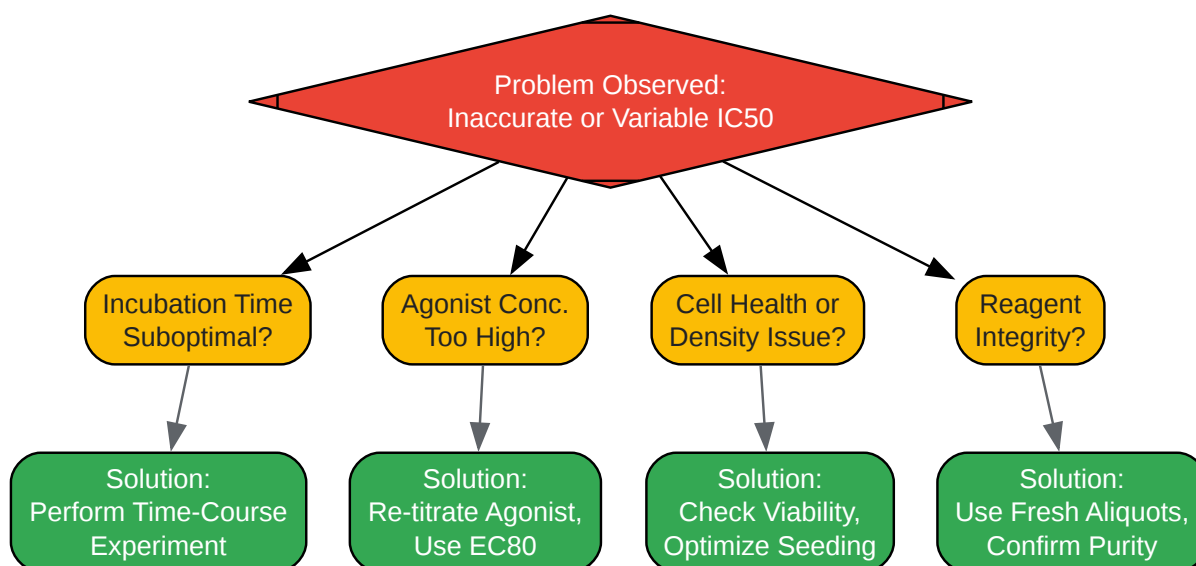 Problem Observed:
Inaccurate or Variable IC50
Incubation Time
Suboptimal?
Agonist Conc.
Too High?
Cell Health or
Density Issue?
Reagent
Integrity?
Solution:
Perform Time-Course
Experiment
Solution:
Re-titrate Agonist,
Use EC80
Solution:
Check Viability,
Optimize Seeding
Solution:
Use Fresh Aliquots,
Confirm Purity